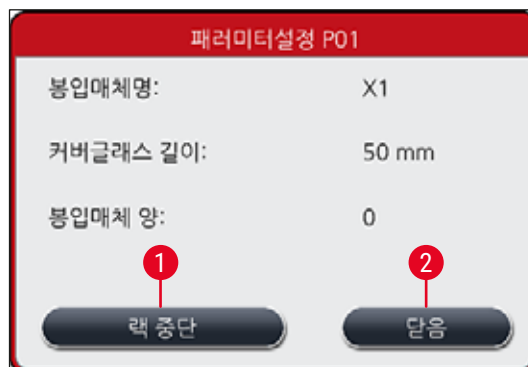 패러미터설정 P01
봉입매체명: X1
커버글래스 길이: 50 mm
봉입매체 양: 0
1 2
랙 중단 닫음